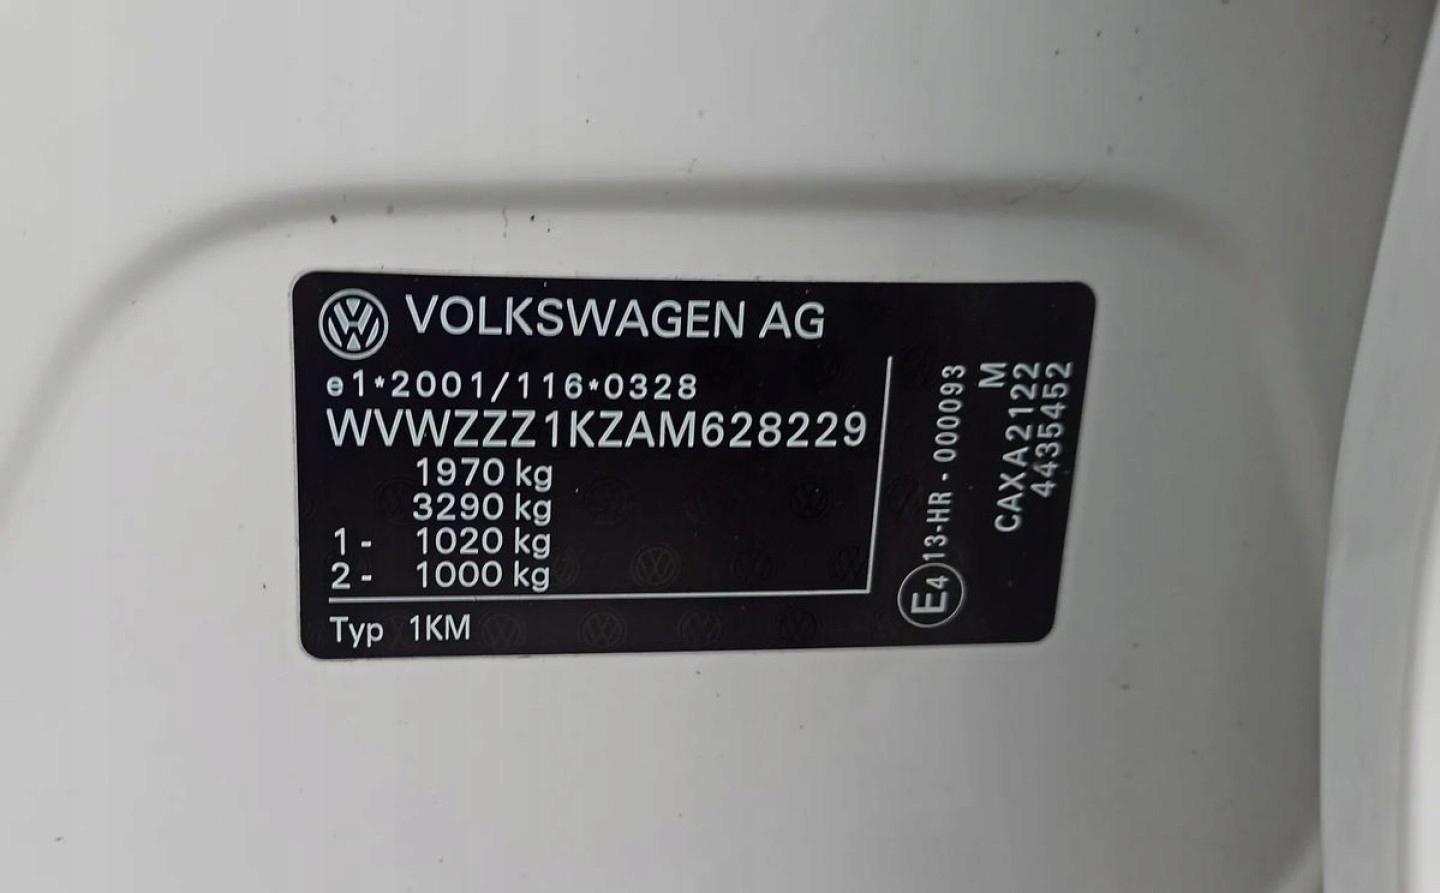 VOLKSWAGEN AG
e1*2001/116*0328
WVWZZZ1KZAM628229
1970 kg
3290 kg
1- 1020 kg
2- 1000 kg
Typ 1KM
E4 13-HR - 000093
M
CAXA2122
4435452